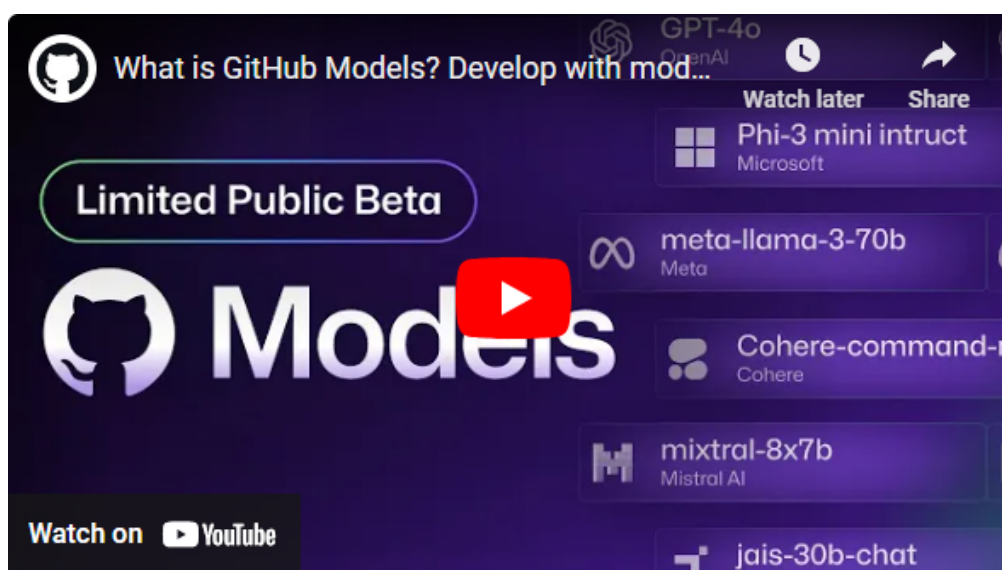 What is GitHub Models? Develop with mod...
GPT-4o
OpenAI
Watch later
Share
Phi-3 mini intruct
Microsoft
Limited Public Beta
meta-llama-3-70b
Meta
Models
Cohere-command-
Cohere
mixtral-8x7b
Mistral AI
Watch on YouTube
jais-30b-chat